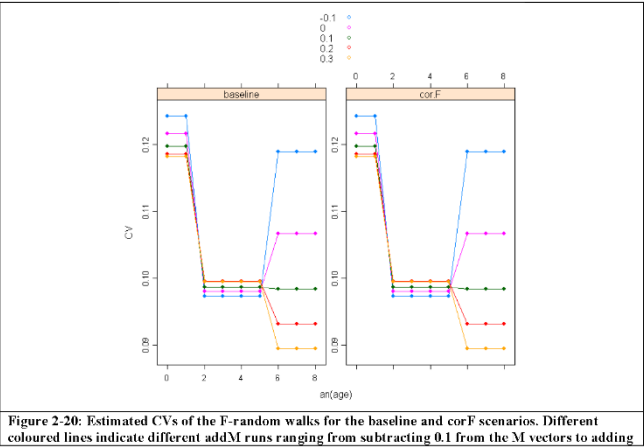 -0.1
0
0.1
0.2
0.3
0 2 4 6 8
baseline
cor.F
0.12
0.11
0.10
0.09
CV
0.12
0.11
0.10
0.09
0 2 4 6 8
an(age)
Figure 2-20: Estimated CVs of the F-random walks for the baseline and corF scenarios. Different
coloured lines indicate different addM runs ranging from subtracting 0.1 from the M vectors to adding